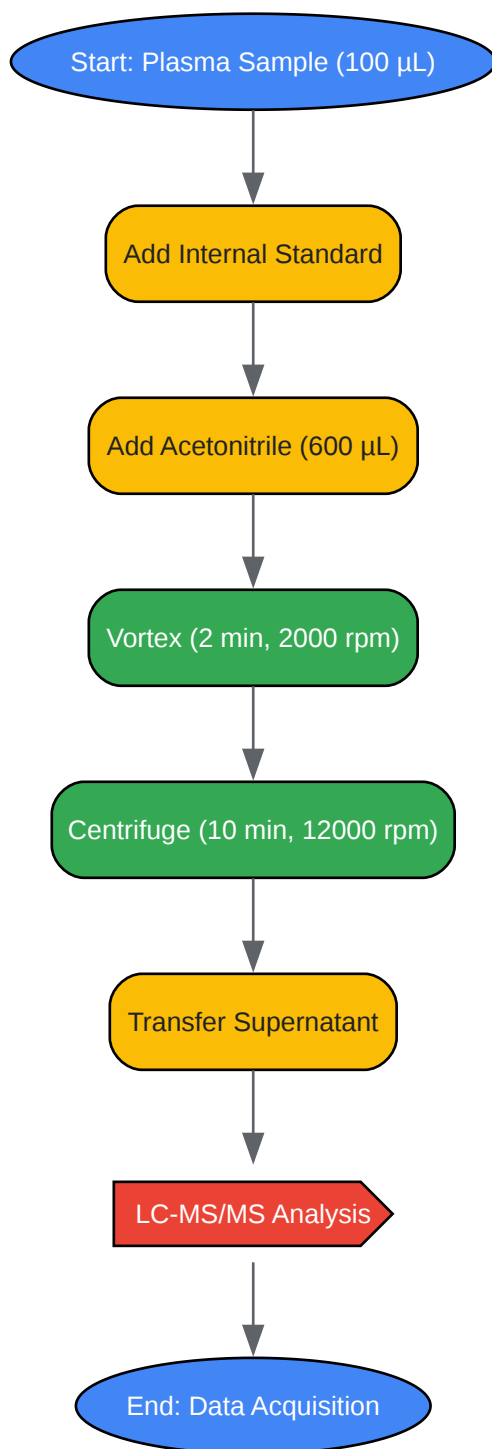 Start: Plasma Sample (100 µL)
Add Internal Standard
Add Acetonitrile (600 µL)
Vortex (2 min, 2000 rpm)
Centrifuge (10 min, 12000 rpm)
Transfer Supernatant
LC-MS/MS Analysis
End: Data Acquisition